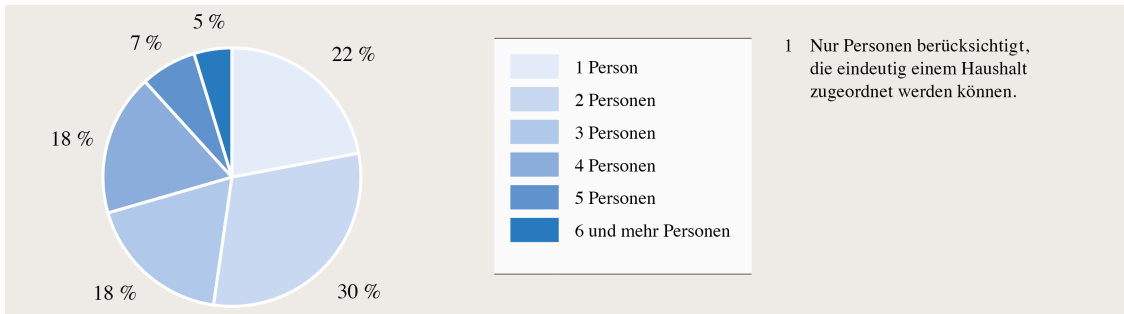 5 %
7 %
22 %
18 %
18 %
30 %
1 Person
2 Personen
3 Personen
4 Personen
5 Personen
6 und mehr Personen
1 Nur Personen berücksichtigt,
die eindeutig einem Haushalt
zugeordnet werden können.